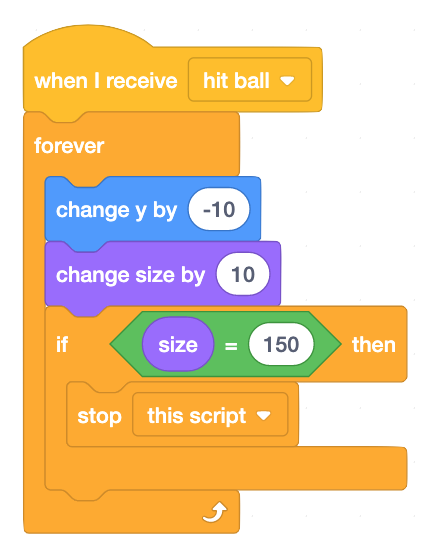 when I receive hit ball
forever
change y by -10
change size by 10
if size = 150 then
stop this script